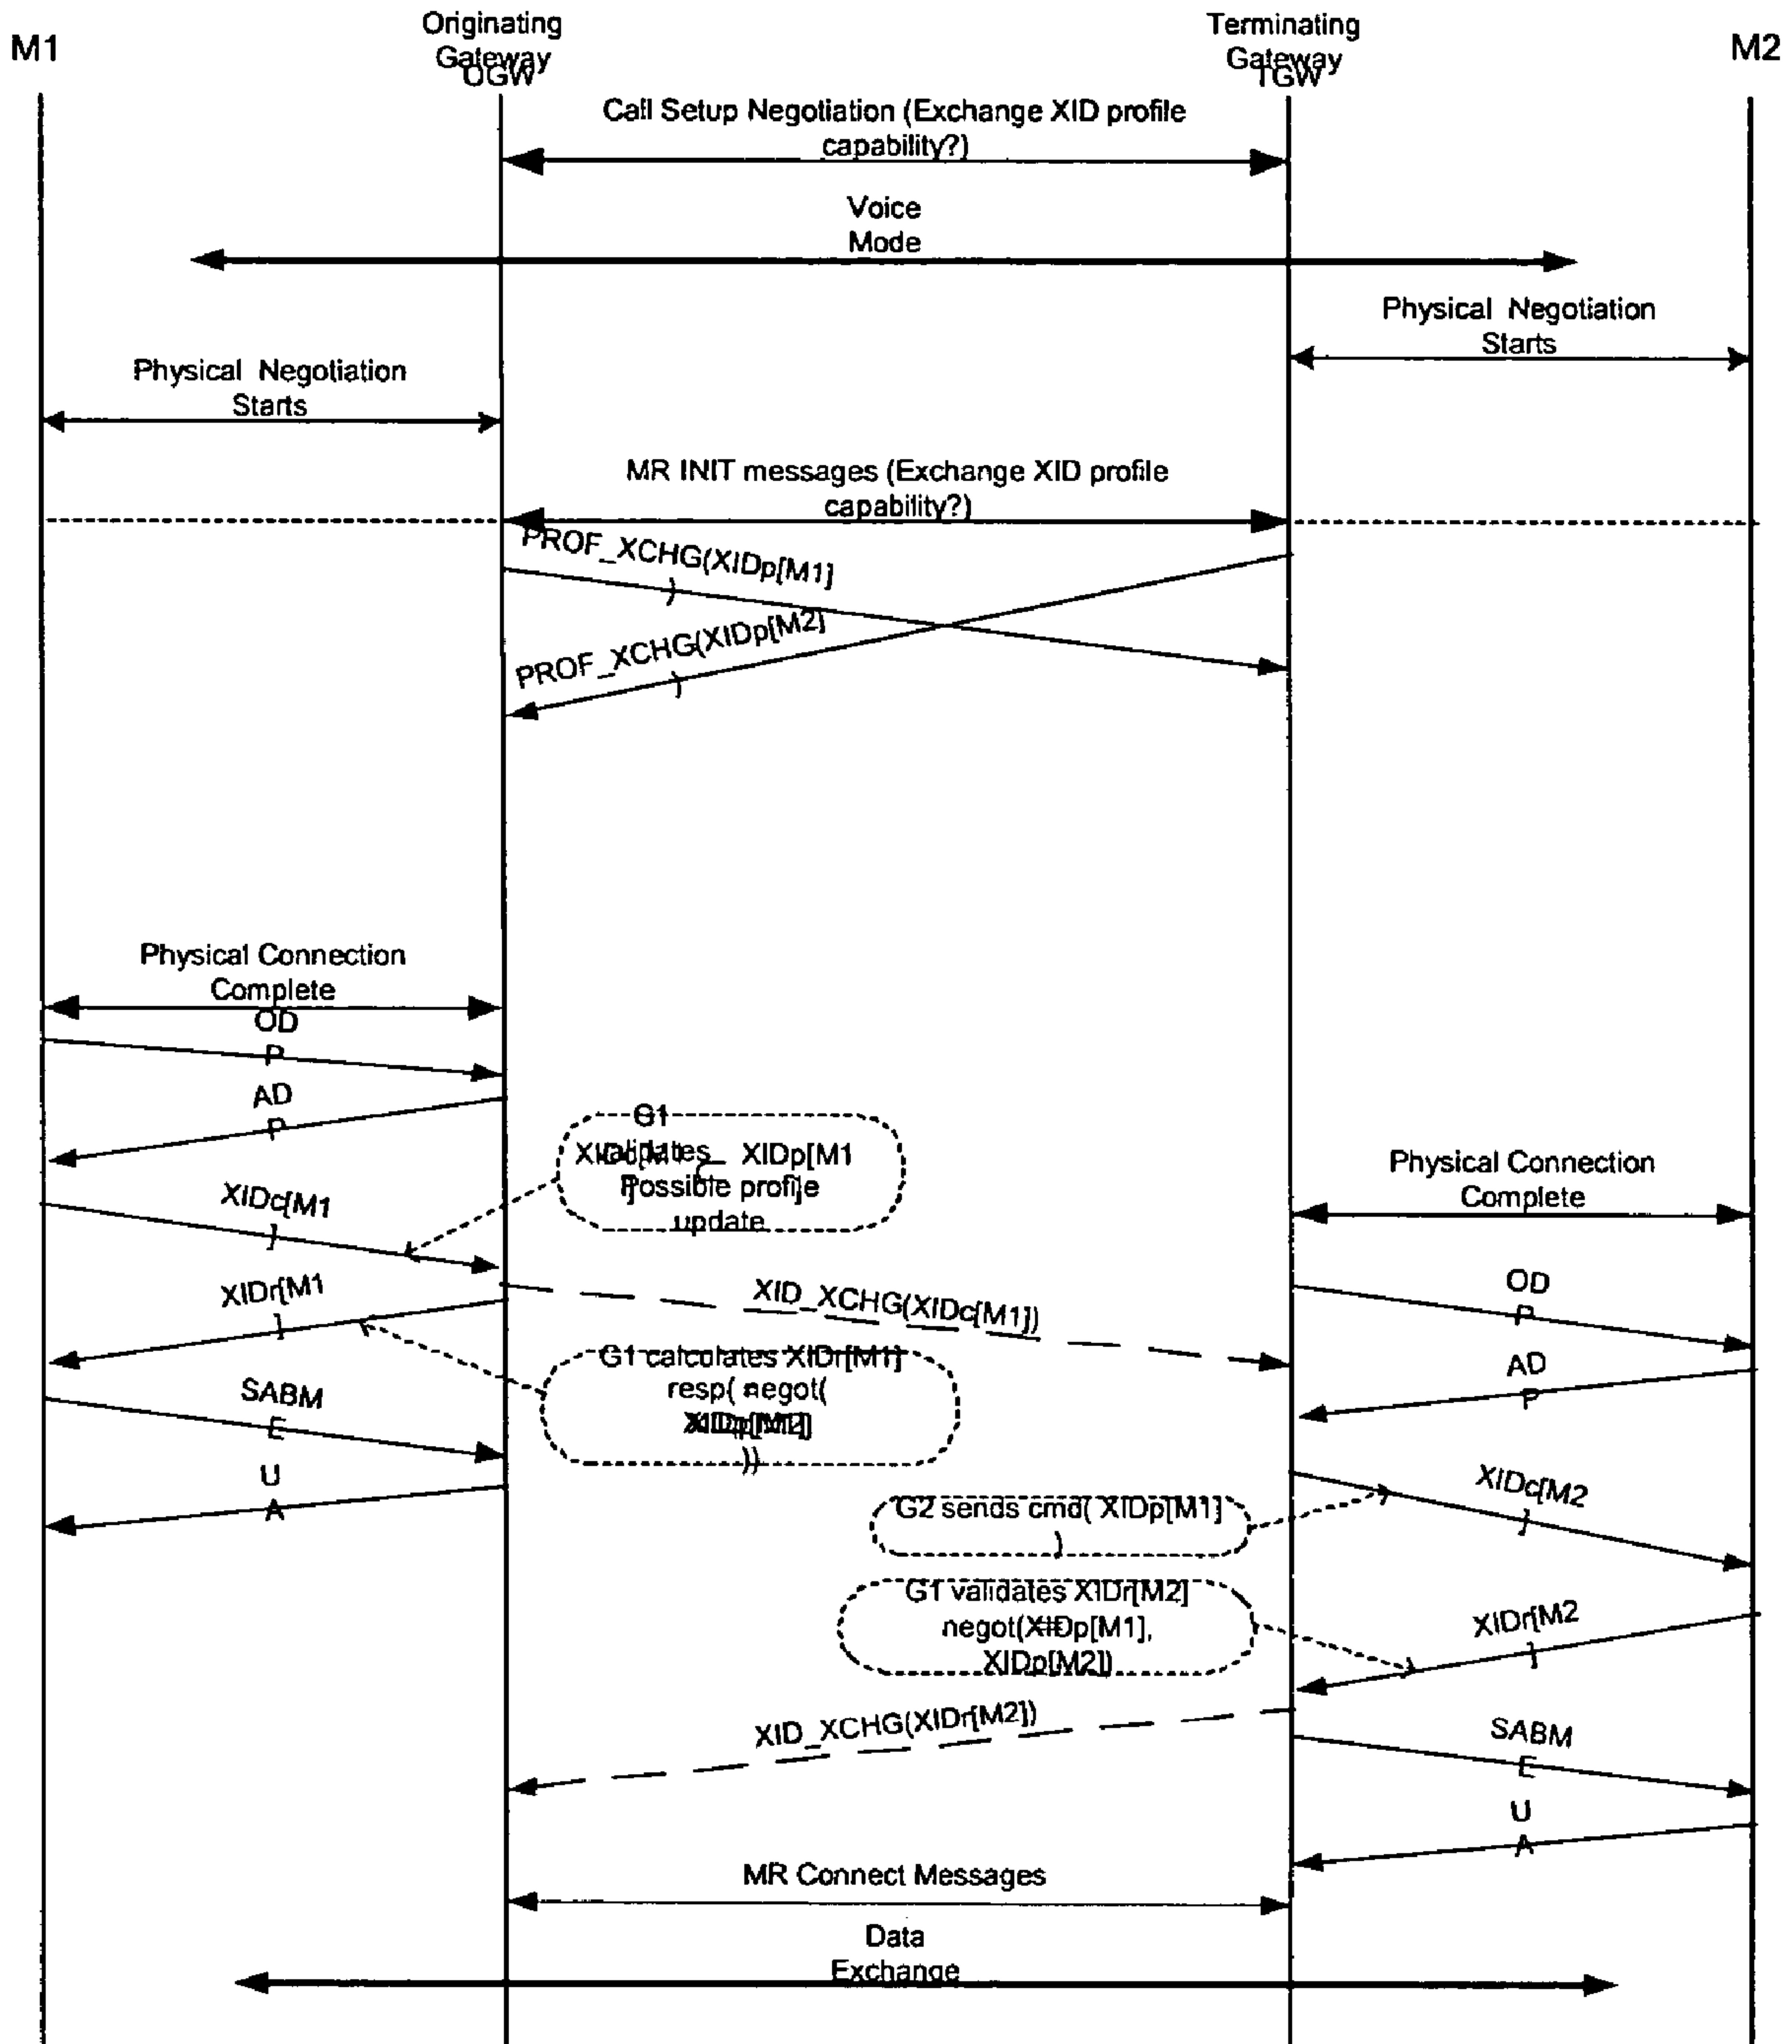 M1
Originating
Gateway
OGW
Terminating
Gateway
TGW
M2
Call Setup Negotiation (Exchange XID profile
capability?)
Voice
Mode
Physical Negotiation
Starts
Physical Negotiation
Starts
MR INIT messages (Exchange XID profile
capability?)
PROF_XCHG(XIDp[M1]
)
PROF_XCHG(XIDp[M2]
)
Physical Connection
Complete
OD
P
AD
P
G1
validates
XIDp[M1
]
Possible profile
update
Physical Connection
Complete
XIDc[M1
]
XIDr[M1
]
XID_XCHG(XIDc[M1])
OD
P
G1 calculates XIDr[M1]
resp( negot(
))
AD
P
SABM
E
U
A
XIDc[M2
]
G2 sends cmd( XIDp[M1]
)
G1 validates XIDr[M2]
negot(XIDp[M1],
XIDp[M2])
XIDr[M2
]
XID_XCHG(XIDr[M2])
SABM
E
U
A
MR Connect Messages
Data
Exchange